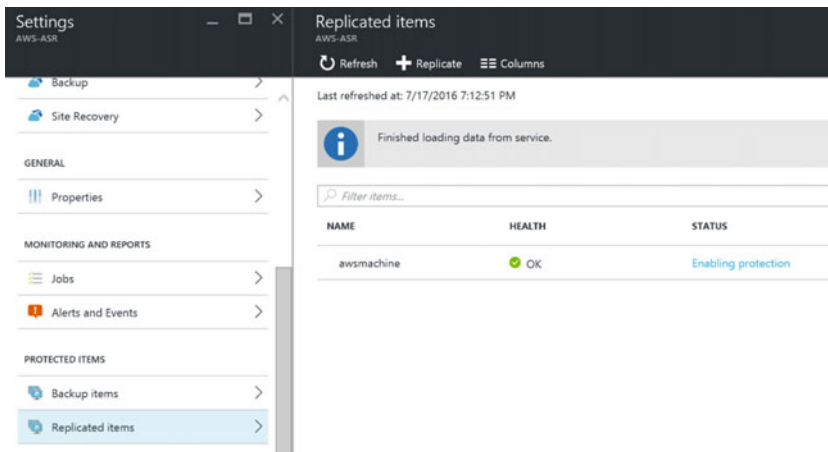 Settings
AWS-ASR
Backup
Site Recovery
GENERAL
Properties
MONITORING AND REPORTS
Jobs
Alerts and Events
PROTECTED ITEMS
Backup items
Replicated items
Replicated items
AWS-ASR
Refresh Replicate Columns
Last refreshed at: 7/17/2016 7:12:51 PM
Finished loading data from service.
Filter items...
NAME HEALTH STATUS
awsmachine OK Enabling protection